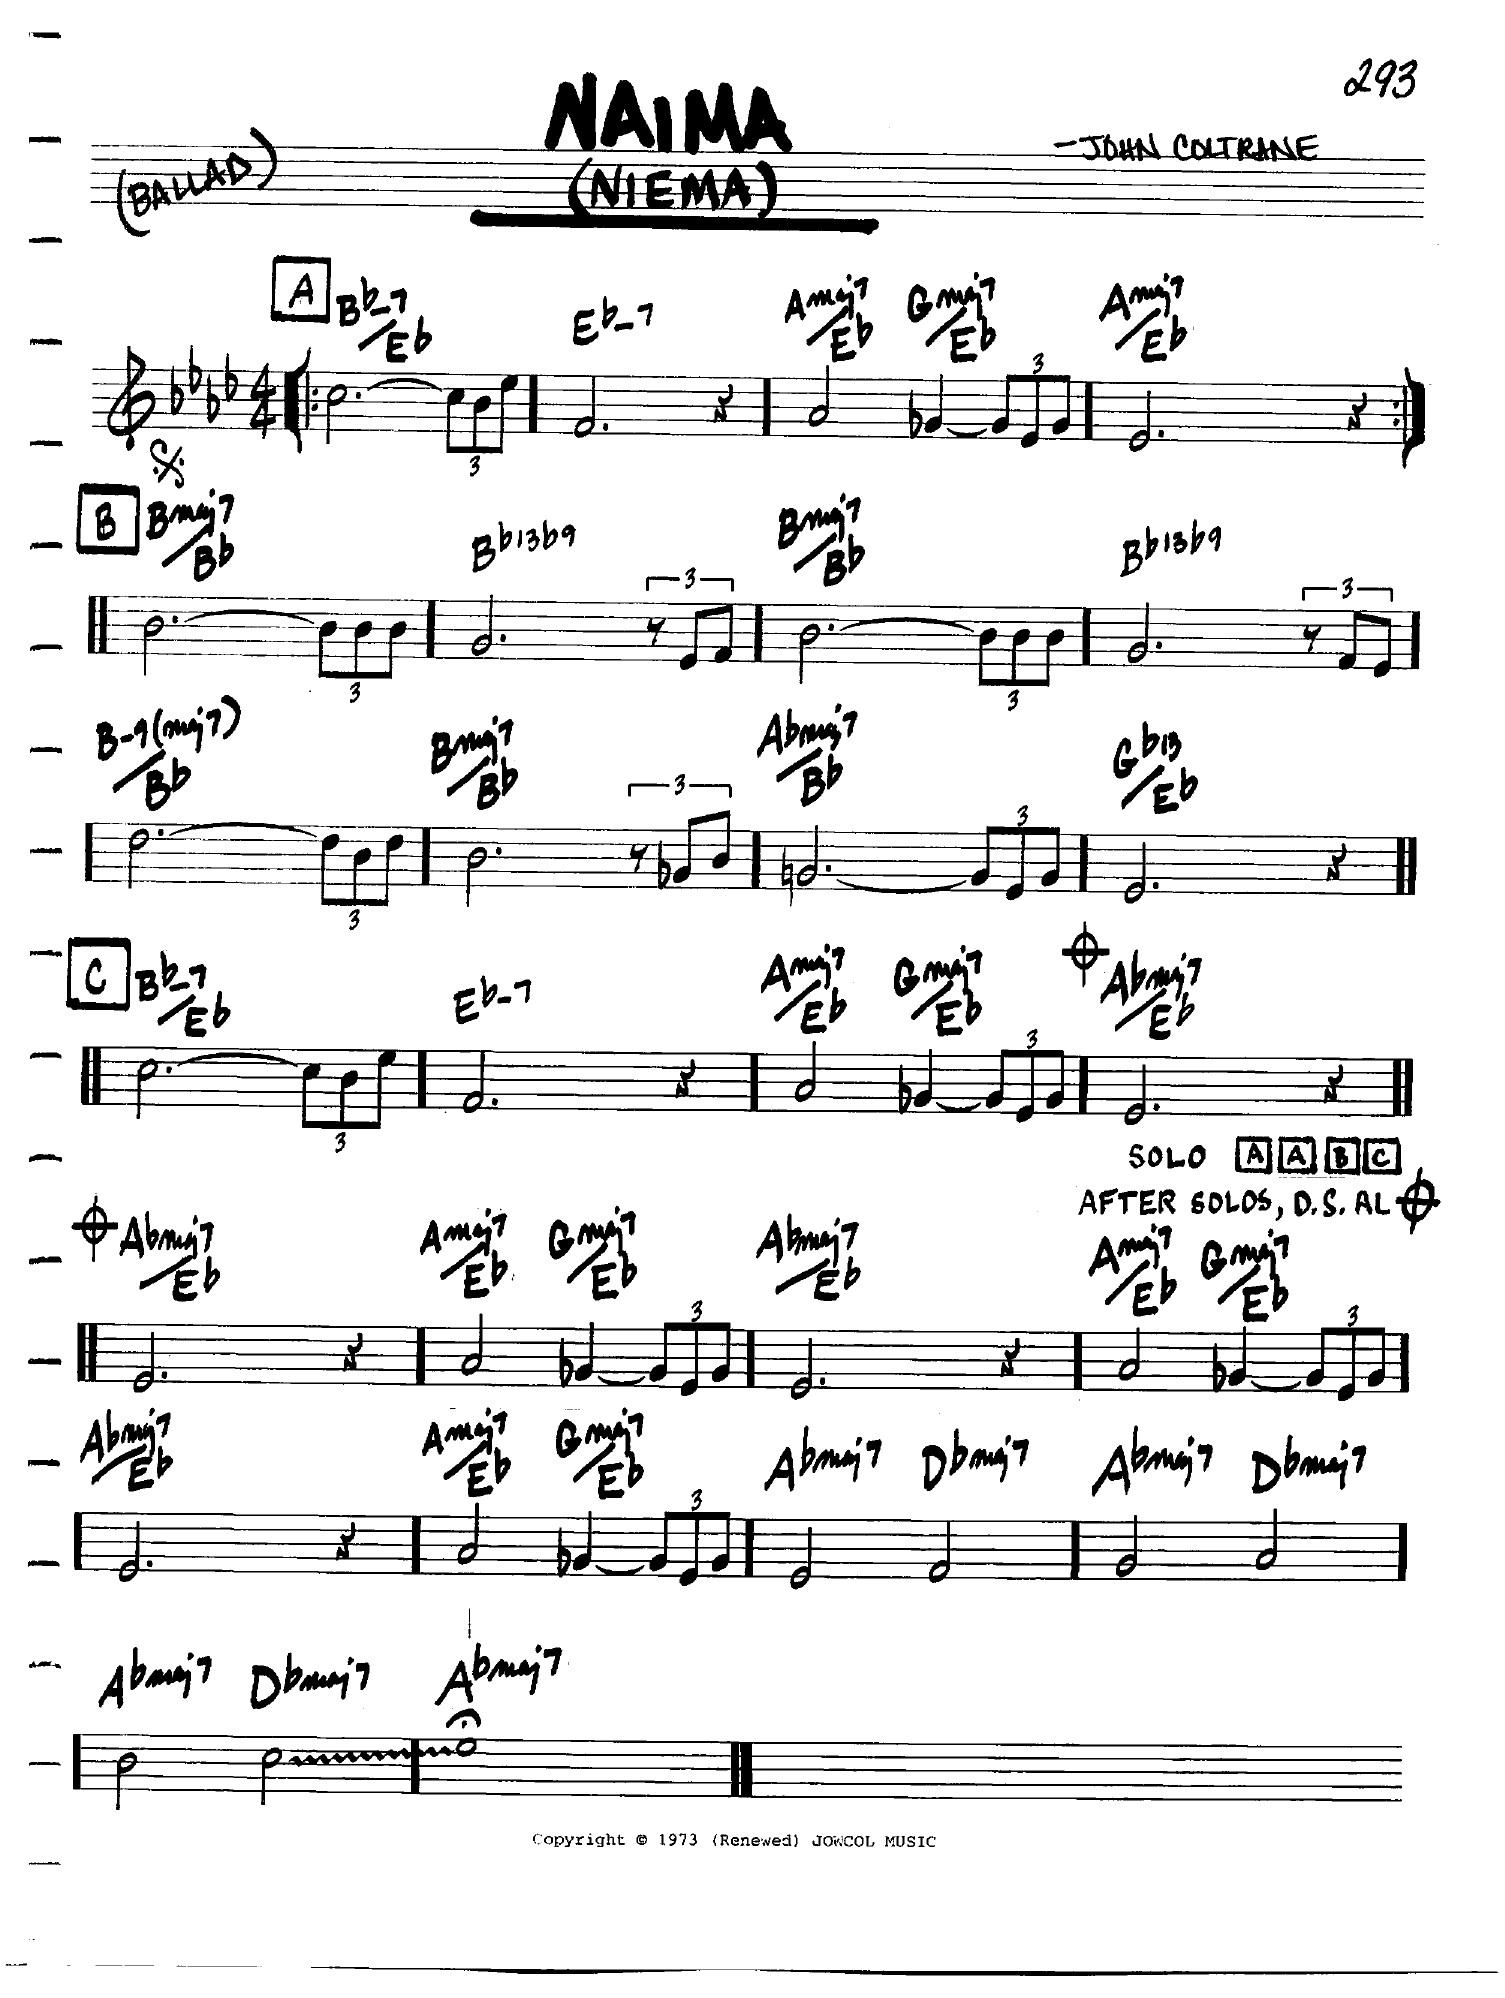 293
NAIMA
(NIEMA)
-JOHN COLTRANE
(BALLAD)
A Bb-7/Eb Eb-7 Amaj7/Eb Gmaj7/Eb Amaj7/Eb
4/4 3 3
B Bmaj7/Bb Bb13b9 Bmaj7/Bb Bb13b9
3 3 3 3
B-9(maj7)/Bb Bmaj7/Bb Abmaj7/Bb Gb13/Eb
3 3 3
C Bb-7/Eb Eb-7 Amaj7/Eb Gmaj7/Eb Abmaj7/Eb
3 3
SOLO A A B C
AFTER SOLOS, D.S. AL
Abmaj7/Eb Amaj7/Eb Gmaj7/Eb Abmaj7/Eb Amaj7/Eb Gmaj7/Eb
3 3
Abmaj7/Eb Amaj7/Eb Gmaj7/Eb Abmaj7 Dbmaj7 Abmaj7 Dbmaj7
3
Abmaj7 Dbmaj7 Abmaj7
Copyright © 1973 (Renewed) JOWCOL MUSIC